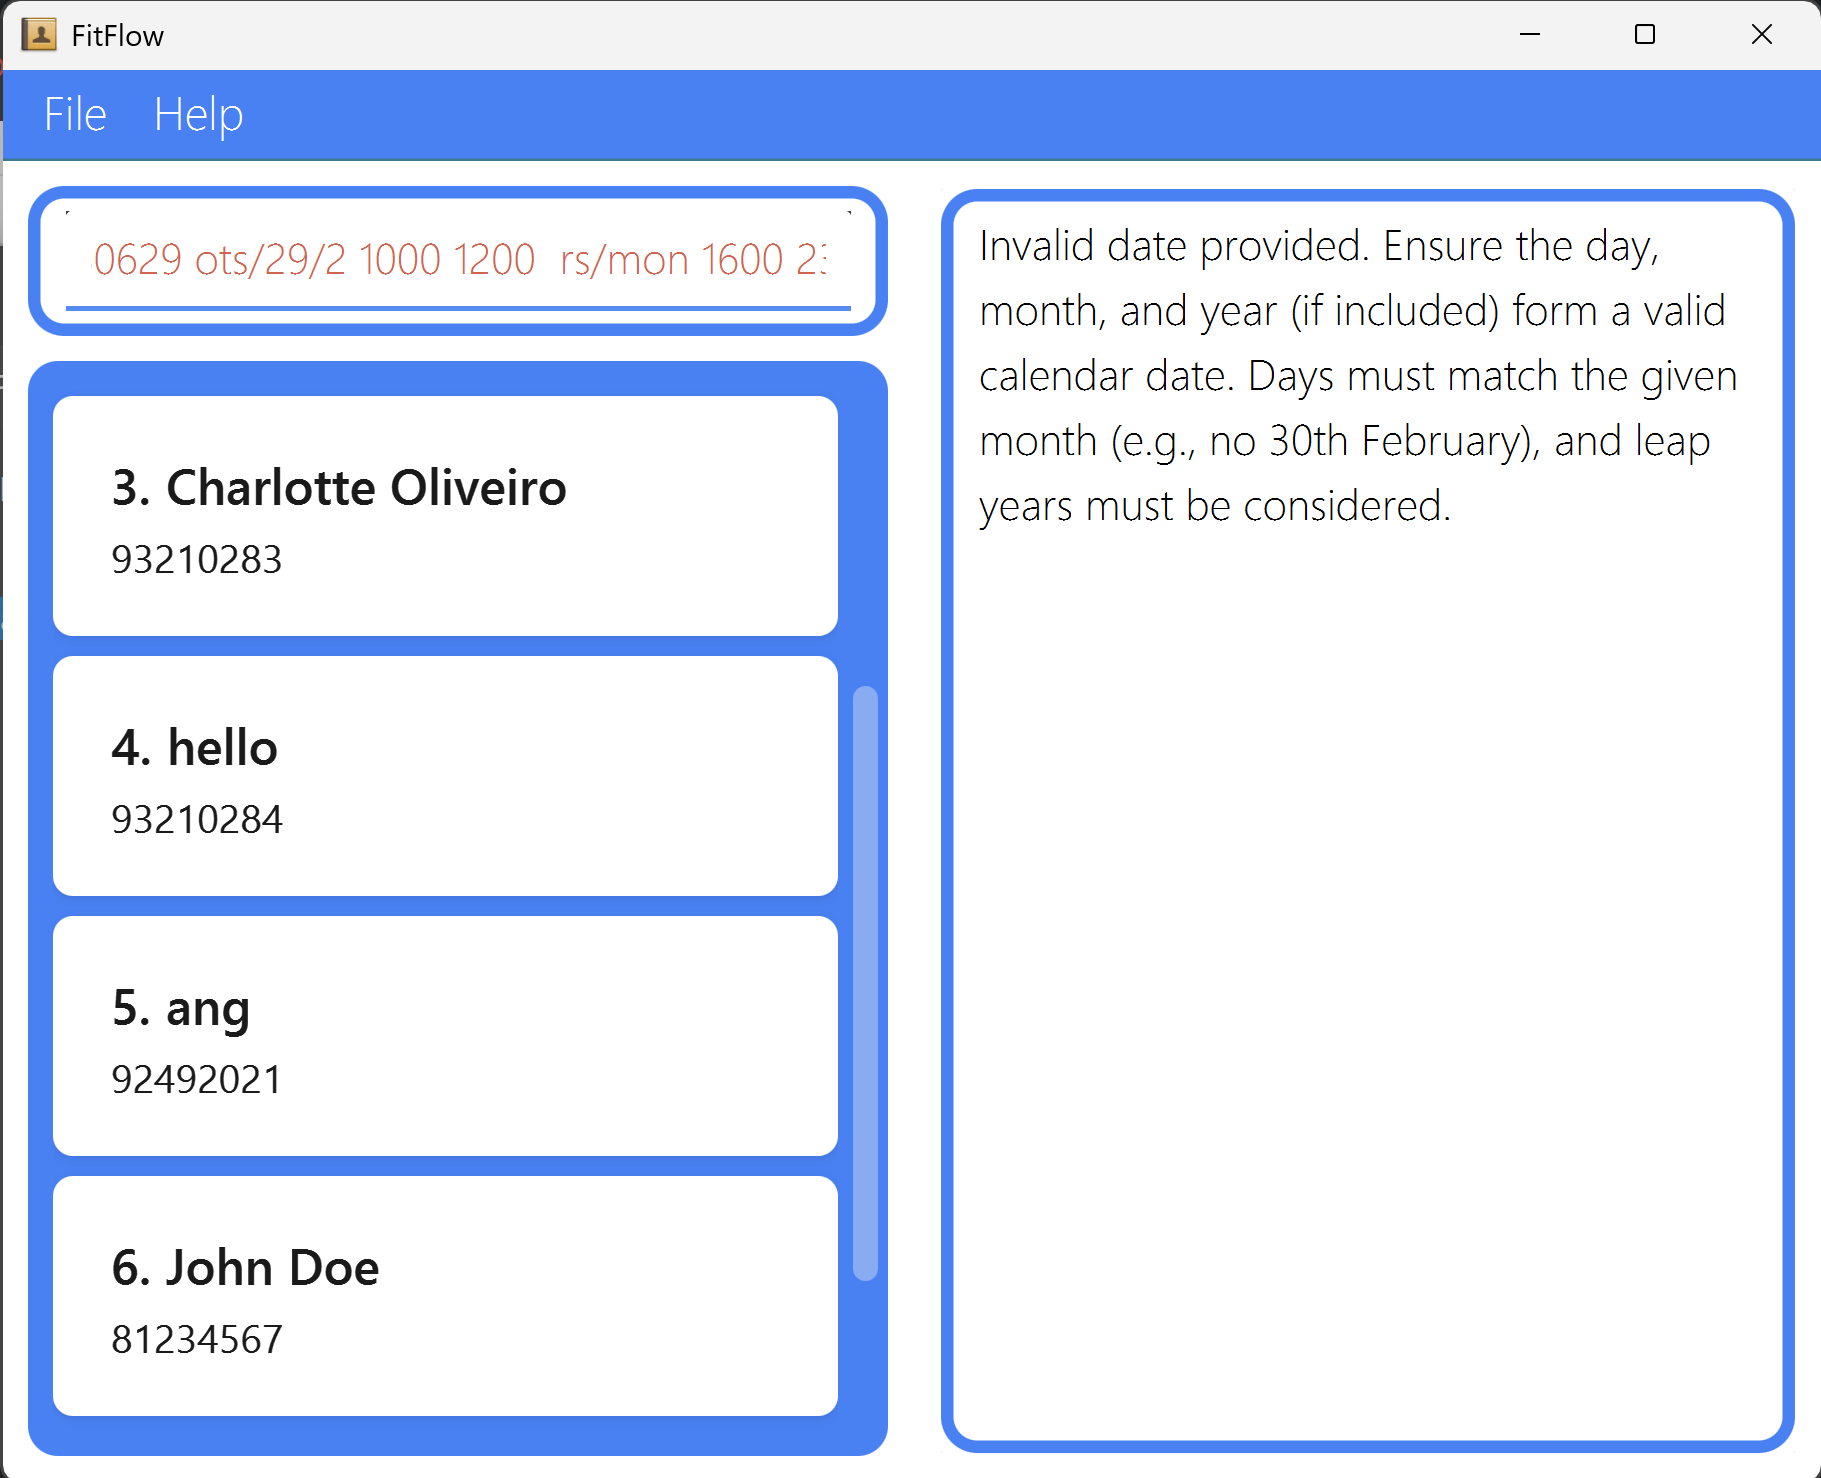 FitFlow
File Help
0629 ots/29/2 1000 1200 rs/mon 1600
Invalid date provided. Ensure the day,
month, and year (if included) form a valid
calendar date. Days must match the given
month (e.g., no 30th February), and leap
years must be considered.
3. Charlotte Oliveiro
93210283
4. hello
93210284
5. ang
92492021
6. John Doe
81234567